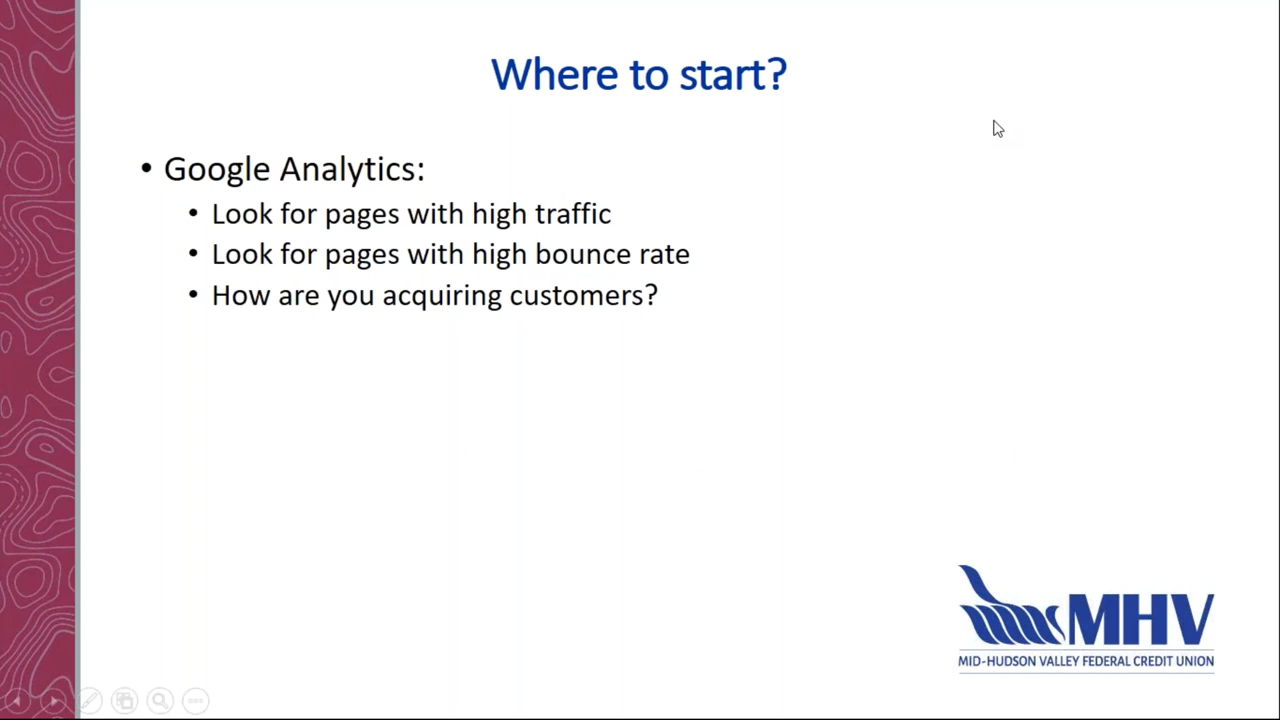 Where to start?
• Google Analytics:
• Look for pages with high traffic
• Look for pages with high bounce rate
• How are you acquiring customers?
MHV
MID-HUDSON VALLEY FEDERAL CREDIT UNION